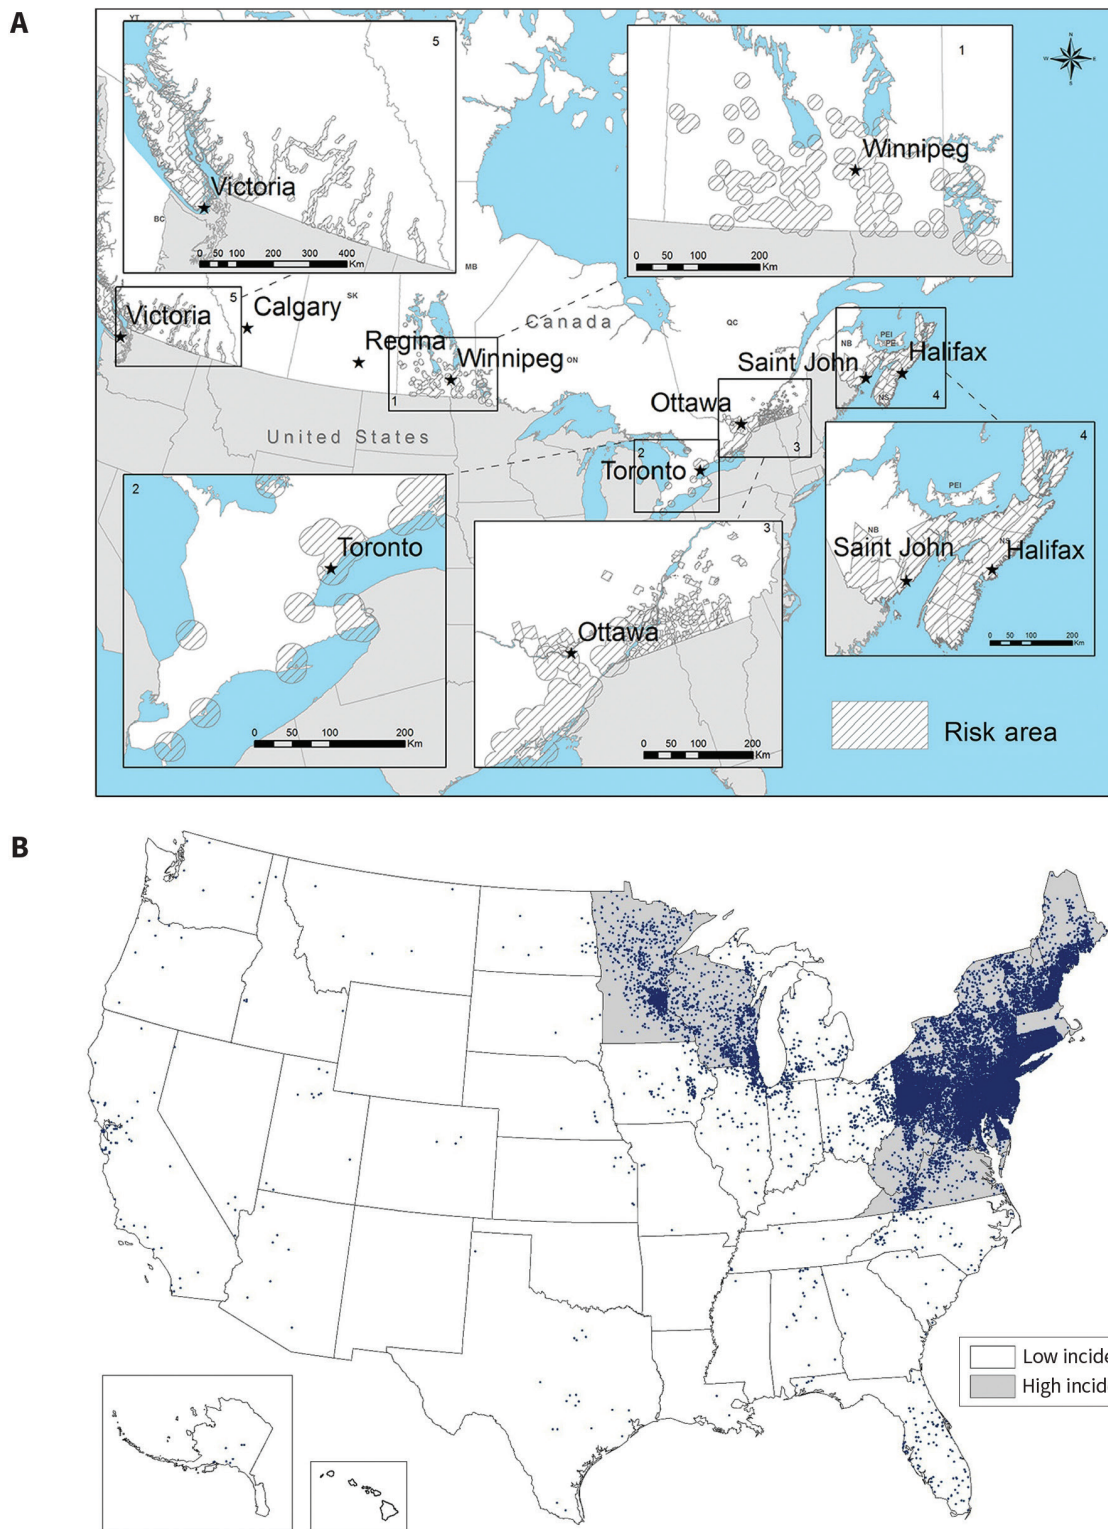 A
YT
5
Victoria
BC
0 50 100 200 300 400
Km
1
Winnipeg
0 50 100 200
Km
N
W E
S
MB
SK
5
Victoria
Calgary
Regina
Winnipeg
ON
1
Canada
QC
United States
NB
PEI
PE
Saint John
Halifax
NS
4
Ottawa
3
2
Toronto
2
Toronto
0 50 100 200
Km
3
Ottawa
0 50 100 200
Km
4
PEI
NB
Saint John
NS
Halifax
0 50 100 200
Km
Risk area
B
Low incide
High incide